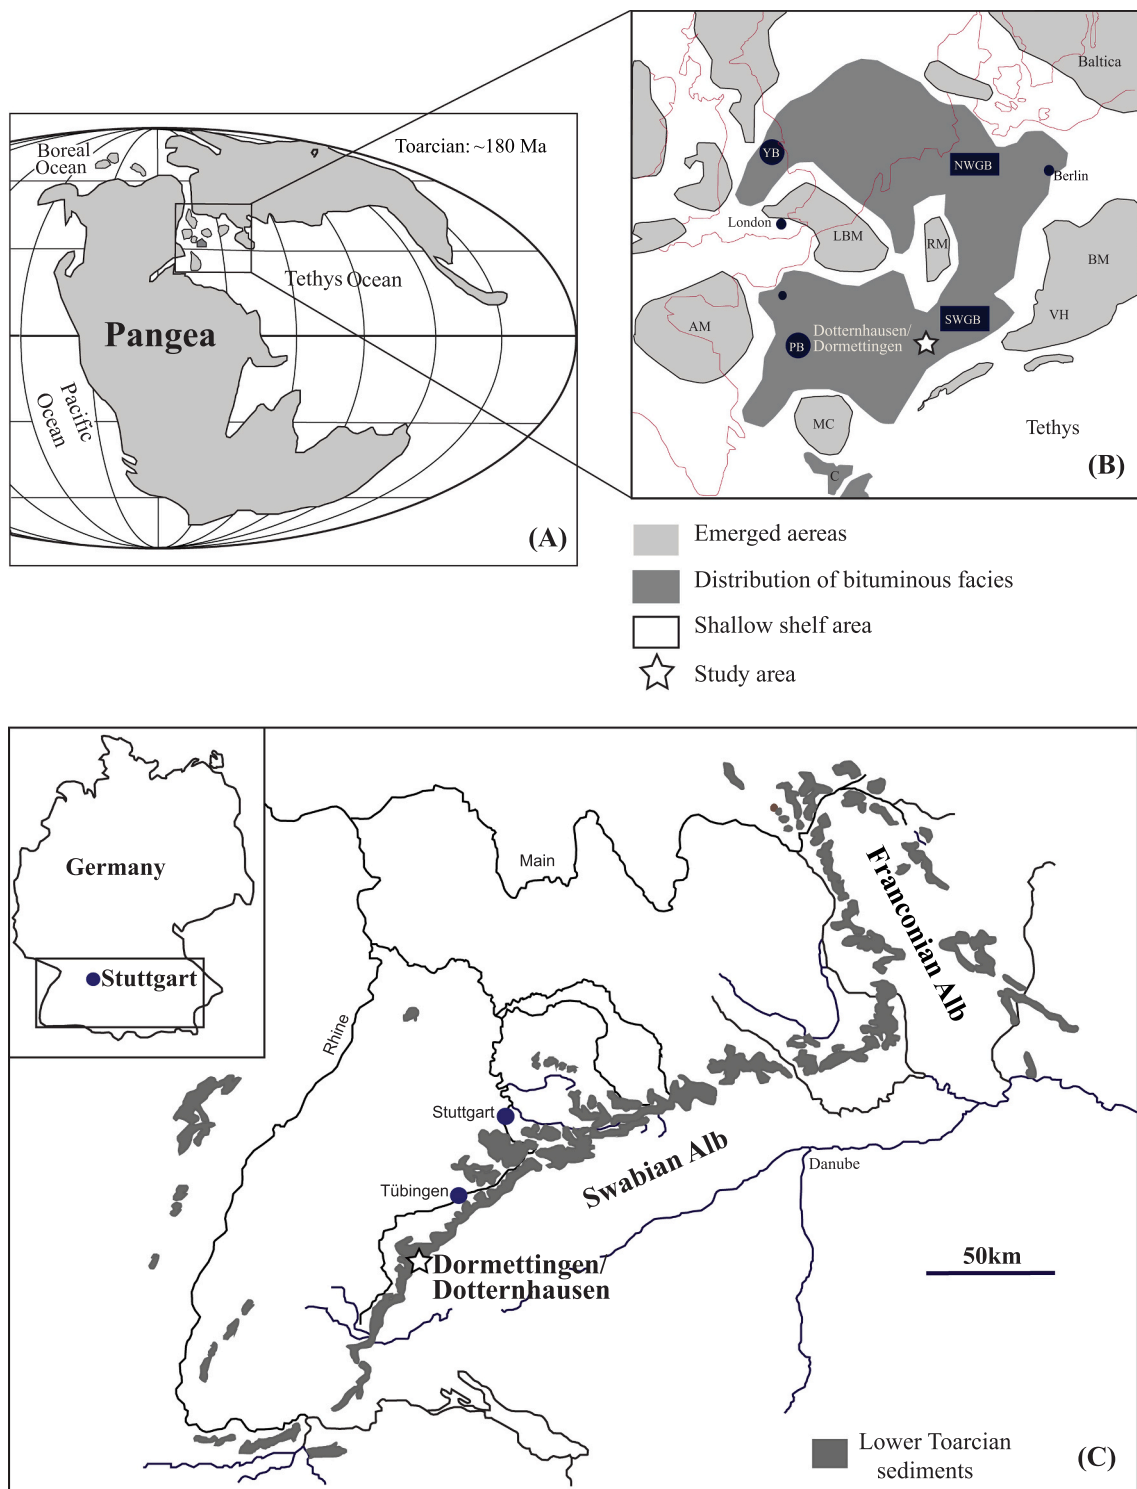 Boreal
Ocean
Toarcian: ~180 Ma
Tethys Ocean
Pangea
Pacific
Ocean
(A)
Baltica
YB
NWGB
Berlin
London
LBM
RM
BM
AM
SWGB
VH
PB
Dotternhausen/
Dormettingen
MC
Tethys
C
(B)
Emerged aereas
Distribution of bituminous facies
Shallow shelf area
Study area
Germany
Stuttgart
Main
Rhine
Franconian Alb
Stuttgart
Swabian Alb
Tübingen
Danube
Dormettingen/
Dotternhausen
50km
Lower Toarcian
sediments
(C)